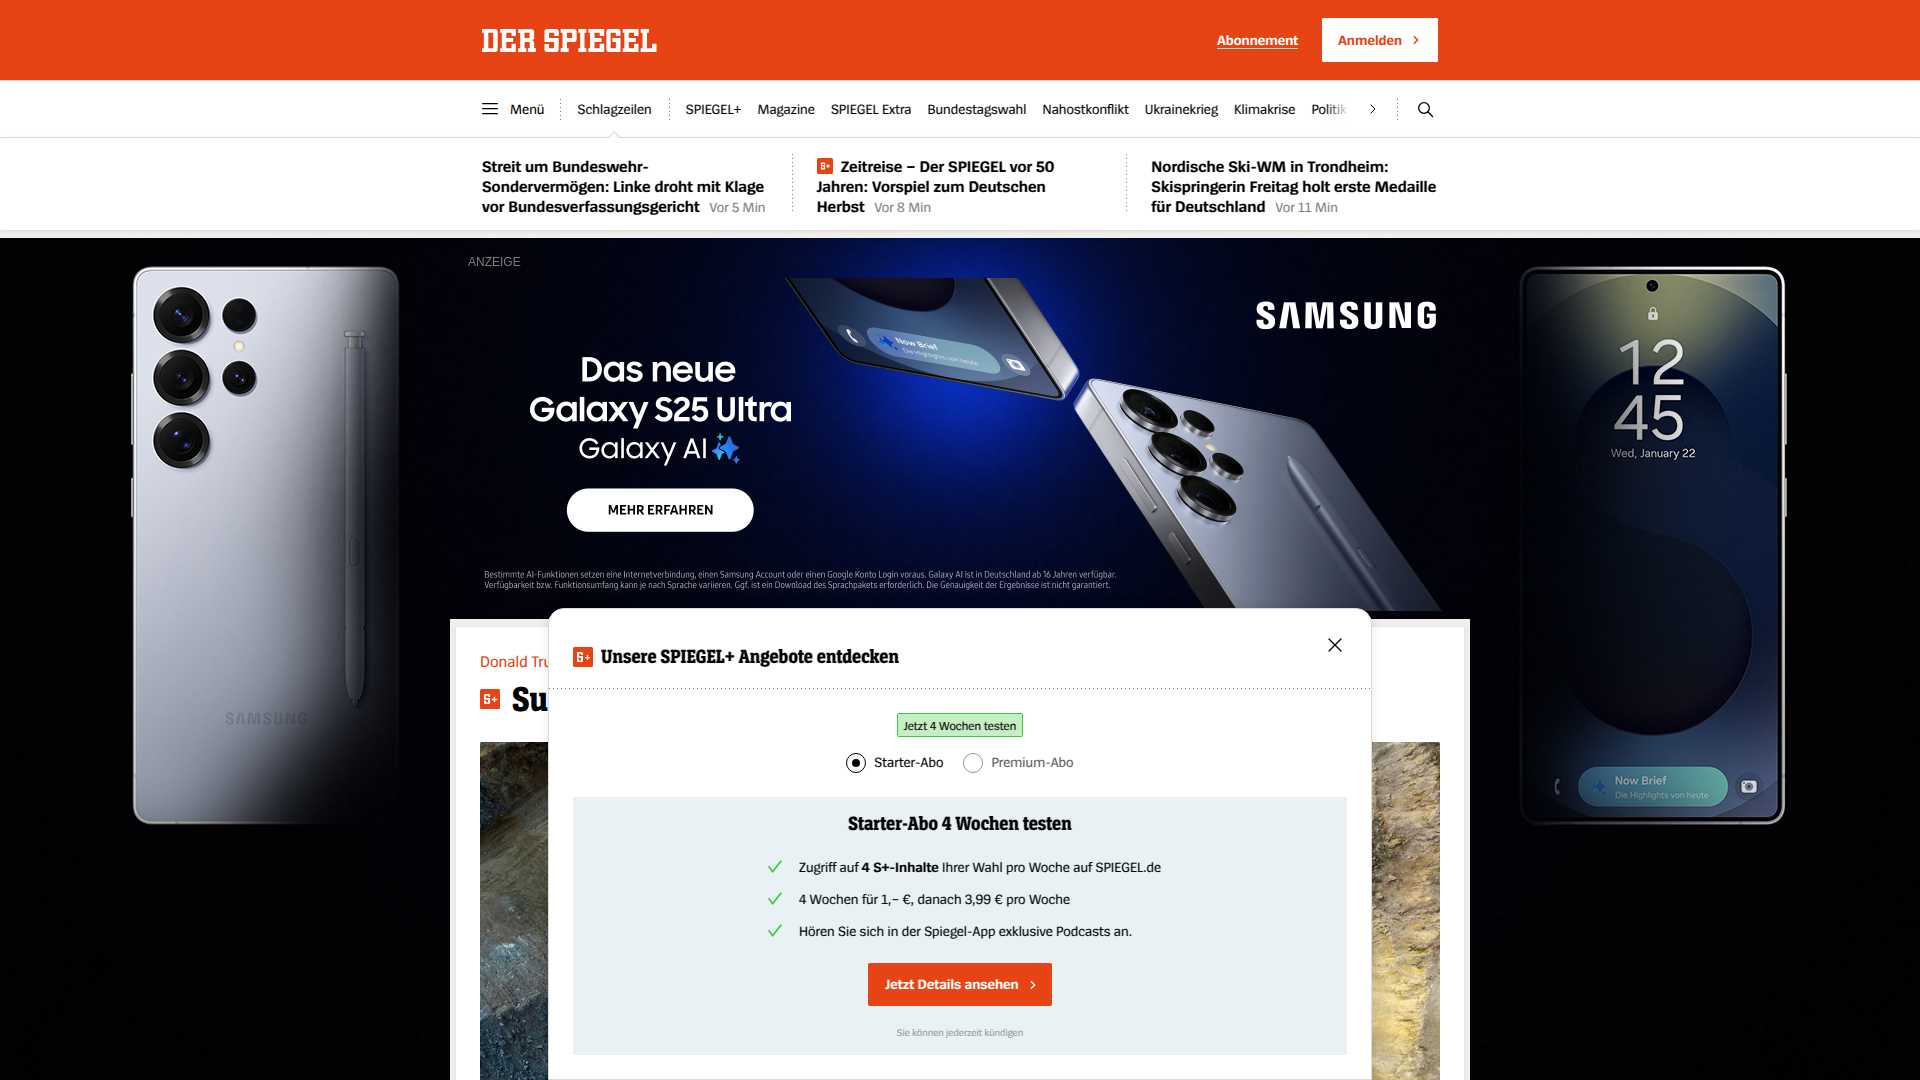 DER SPIEGEL
Abonnement
Anmelden
Menü
Schlagzeilen
SPIEGEL+
Magazine
SPIEGEL Extra
Bundestagswahl
Nahostkonflikt
Ukrainekrieg
Klimakrise
Politik
Streit um Bundeswehr-
Sondervermögen: Linke droht mit Klage
vor Bundesverfassungsgericht Vor 5 Min
S+ Zeitreise – Der SPIEGEL vor 50
Jahren: Vorspiel zum Deutschen
Herbst Vor 8 Min
Nordische Ski-WM in Trondheim:
Skispringerin Freitag holt erste Medaille
für Deutschland Vor 11 Min
ANZEIGE
SAMSUNG
Das neue
Galaxy S25 Ultra
Galaxy AI
MEHR ERFAHREN
Now Brief
Die Highlights von heute
Bestimmte AI-Funktionen setzen eine Internetverbindung, einen Samsung Account oder einen Google Konto Login voraus. Galaxy AI ist in Deutschland ab 16 Jahren verfügbar.
Verfügbarkeit bzw. Funktionsumfang kann je nach Sprache variieren. Ggf. ist ein Download des Sprachpakets erforderlich. Die Genauigkeit der Ergebnisse ist nicht garantiert.
SAMSUNG
12
45
Wed, January 22
Now Brief
Die Highlights von heute
Donald Tru
S+ Su
S+ Unsere SPIEGEL+ Angebote entdecken
Jetzt 4 Wochen testen
Starter-Abo
Premium-Abo
Starter-Abo 4 Wochen testen
Zugriff auf 4 S+-Inhalte Ihrer Wahl pro Woche auf SPIEGEL.de
4 Wochen für 1,– €, danach 3,99 € pro Woche
Hören Sie sich in der Spiegel-App exklusive Podcasts an.
Jetzt Details ansehen
Sie können jederzeit kündigen